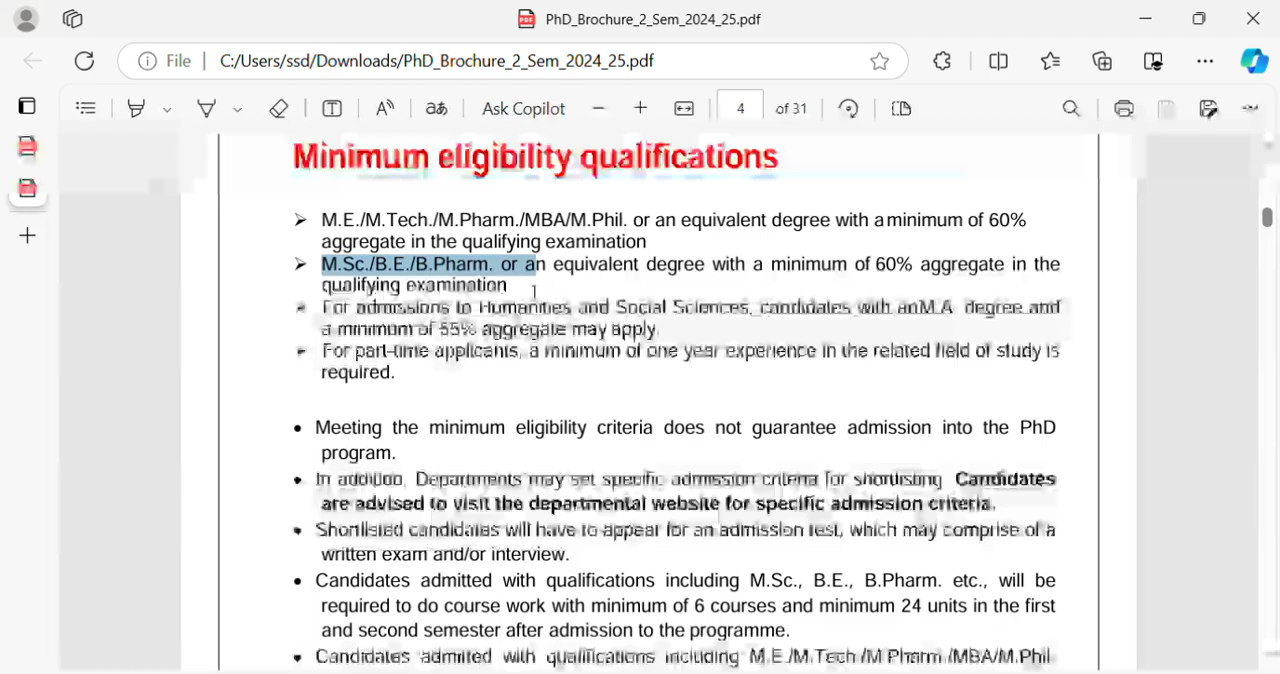 PhD_Brochure_2_Sem_2024_25.pdf
File | C:/Users/ssd/Downloads/PhD_Brochure_2_Sem_2024_25.pdf
Ask Copilot 4 of 31
Minimum eligibility qualifications
➢ M.E./M.Tech./M.Pharm./MBA/M.Phil. or an equivalent degree with a minimum of 60%
aggregate in the qualifying examination
➢ M.Sc./B.E./B.Pharm. or an equivalent degree with a minimum of 60% aggregate in the
qualifying examination
➢ For admissions to Humanities and Social Sciences, candidates with an M.A. degree and
a minimum of 55% aggregate may apply.
➢ For part-time applicants, a minimum of one year experience in the related field of study is
required.
• Meeting the minimum eligibility criteria does not guarantee admission into the PhD
program.
• In addition, Departments may set specific admission criteria for shortlisting. Candidates
are advised to visit the departmental website for specific admission criteria.
• Shortlisted candidates will have to appear for an admission test, which may comprise of a
written exam and/or interview.
• Candidates admitted with qualifications including M.Sc., B.E., B.Pharm. etc., will be
required to do course work with minimum of 6 courses and minimum 24 units in the first
and second semester after admission to the programme.
• Candidates admitted with qualifications including M.E./M.Tech./M.Pharm./MBA/M.Phil.